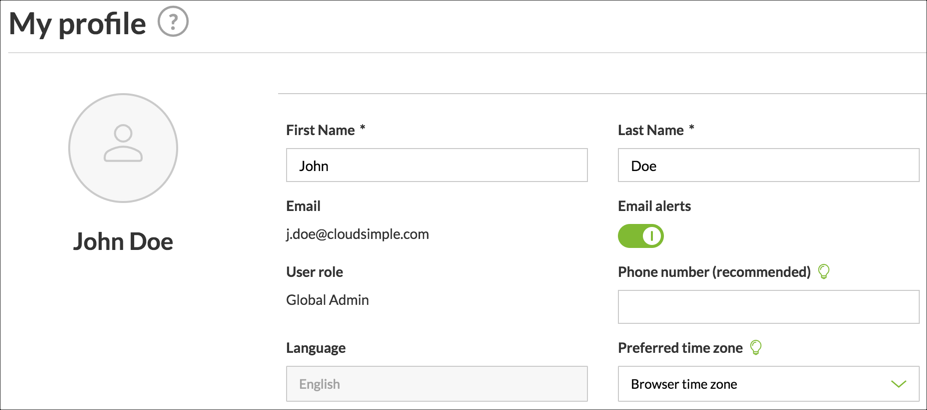 My profile ?
First Name * Last Name *
John Doe
Email Email alerts
j.doe@cloudsimple.com
John Doe
User role Phone number (recommended)
Global Admin
Language Preferred time zone
English Browser time zone